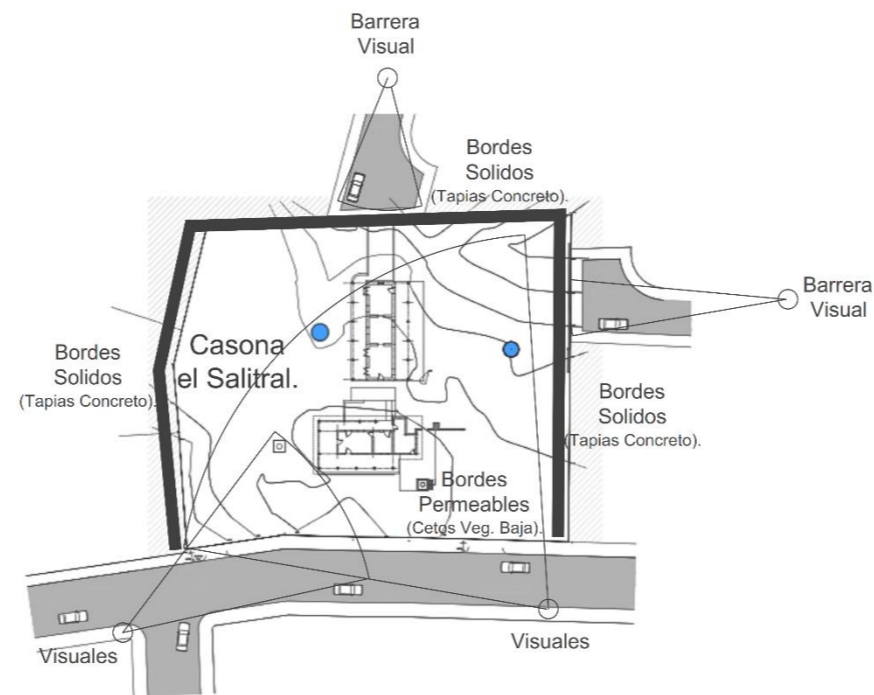 Barrera
Visual
Bordes
Solidos
(Tapias Concreto).
Barrera
Visual
Casona
el Salitral.
Bordes
Solidos
(Tapias Concreto).
Bordes
Solidos
(Tapias Concreto).
Bordes
Permeables
(Cetos Veg. Baja).
Visuales
Visuales